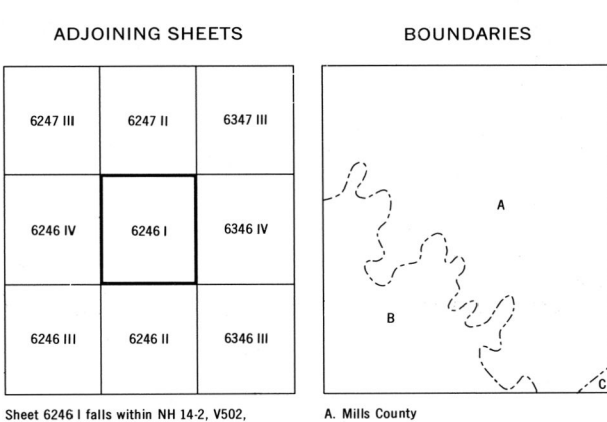 ADJOINING SHEETS
BOUNDARIES
6247 III
6247 II
6347 III
6246 IV
6246 I
6346 IV
6246 III
6246 II
6346 III
A
B
C
Sheet 6246 I falls within NH 14-2, V502,
A. Mills County